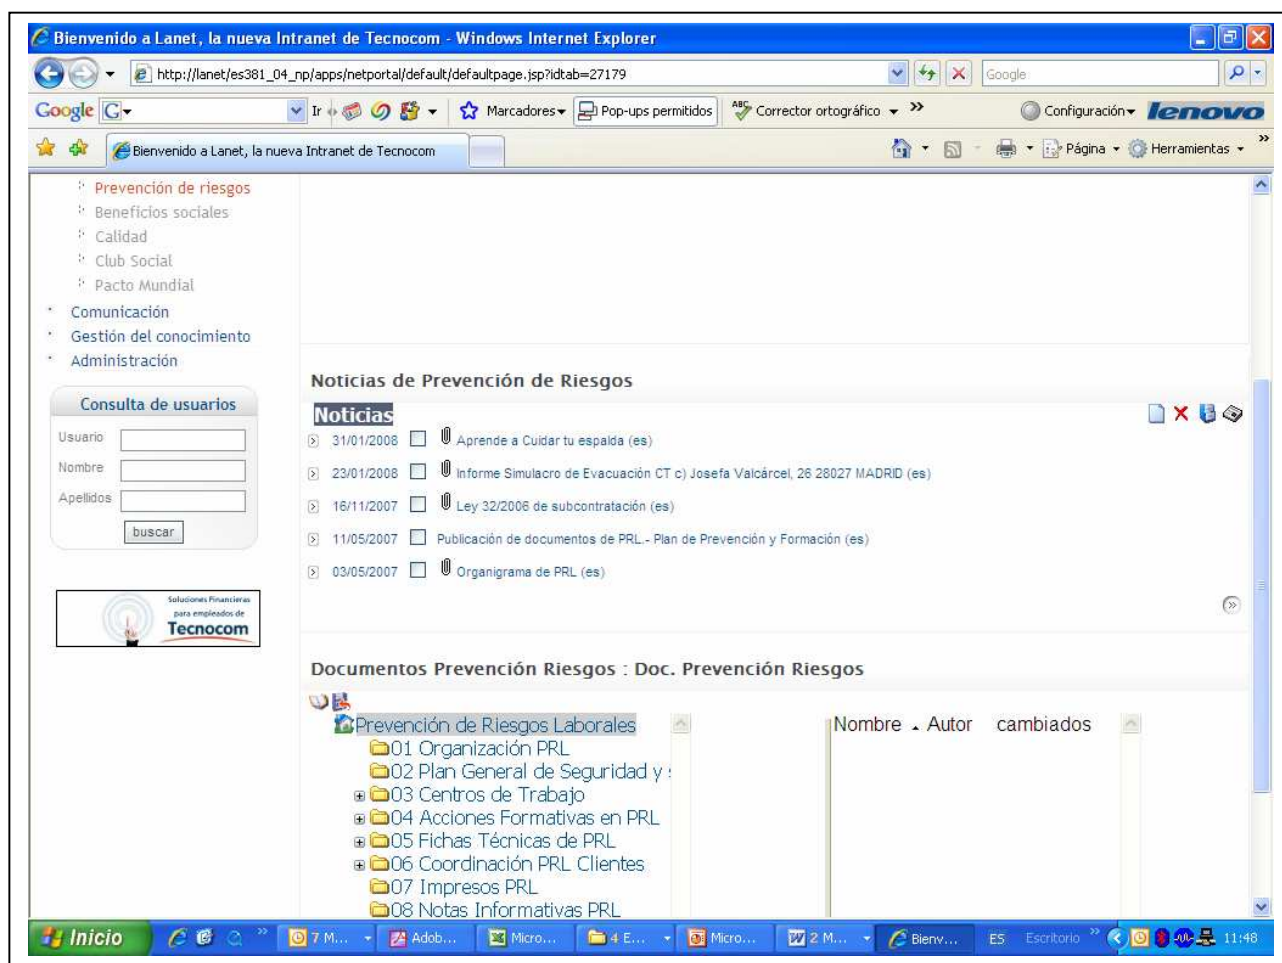 Bienvenido a Lanet, la nueva Intranet de Tecnocom - Windows Internet Explorer
http://lanet/es381_04_np/apps/netportal/default/defaultpage.jsp?idtab=27179
Google
Google G Ir Marcadores Pop-ups permitidos ABC Corrector ortográfico » Configuración lenovo
Bienvenido a Lanet, la nueva Intranet de Tecnocom Página Herramientas »
Prevención de riesgos
Beneficios sociales
Calidad
Club Social
Pacto Mundial
Comunicación
Gestión del conocimiento
Administración
Consulta de usuarios
Usuario
Nombre
Apellidos
buscar
Soluciones Financieras
para empleados de
Tecnocom
Noticias de Prevención de Riesgos
Noticias
31/01/2008 Aprende a Cuidar tu espalda (es)
23/01/2008 Informe Simulacro de Evacuación CT c) Josefa Valcárcel, 26 28027 MADRID (es)
16/11/2007 Ley 32/2006 de subcontratación (es)
11/05/2007 Publicación de documentos de PRL.- Plan de Prevención y Formación (es)
03/05/2007 Organigrama de PRL (es)
Documentos Prevención Riesgos : Doc. Prevención Riesgos
Prevención de Riesgos Laborales
01 Organización PRL
02 Plan General de Seguridad y
03 Centros de Trabajo
04 Acciones Formativas en PRL
05 Fichas Técnicas de PRL
06 Coordinación PRL Clientes
07 Impresos PRL
08 Notas Informativas PRL
Nombre Autor cambiados
Inicio » 7 M... Adob... Micro... 4 E... Micro... 2 M... Bienv... ES Escritorio » 11:48